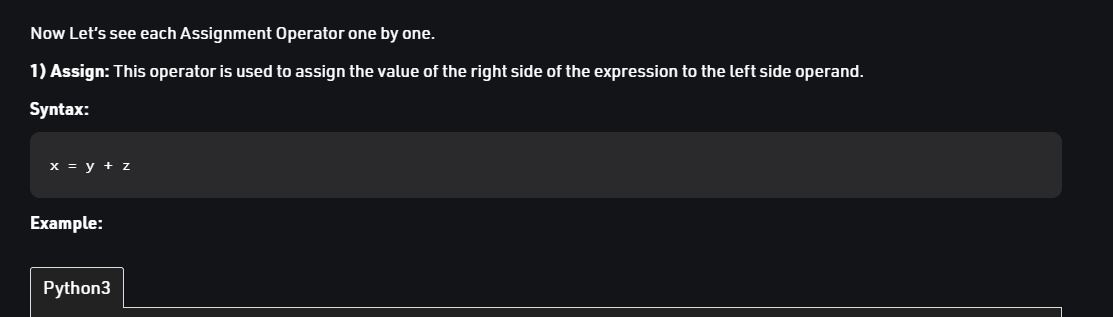 Now Let's see each Assignment Operator one by one.
1) Assign: This operator is used to assign the value of the right side of the expression to the left side operand.
Syntax:
x = y + z
Example:
Python3